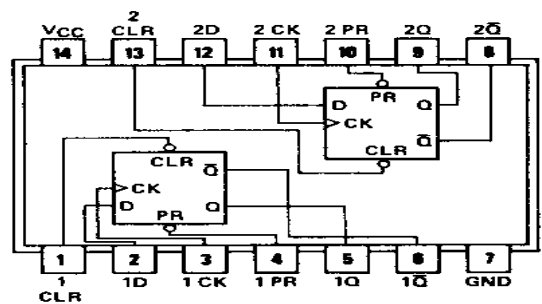 2
VCC CLR 2D 2 CK 2 PR 2Q 2Q̅
14 13 12 11 10 9 8
PR
D Q
CK
Q̅
CLR
CLR
Q̅
CK
D Q
PR
1 2 3 4 5 6 7
1 1D 1 CK 1 PR 1Q 1Q̅ GND
CLR